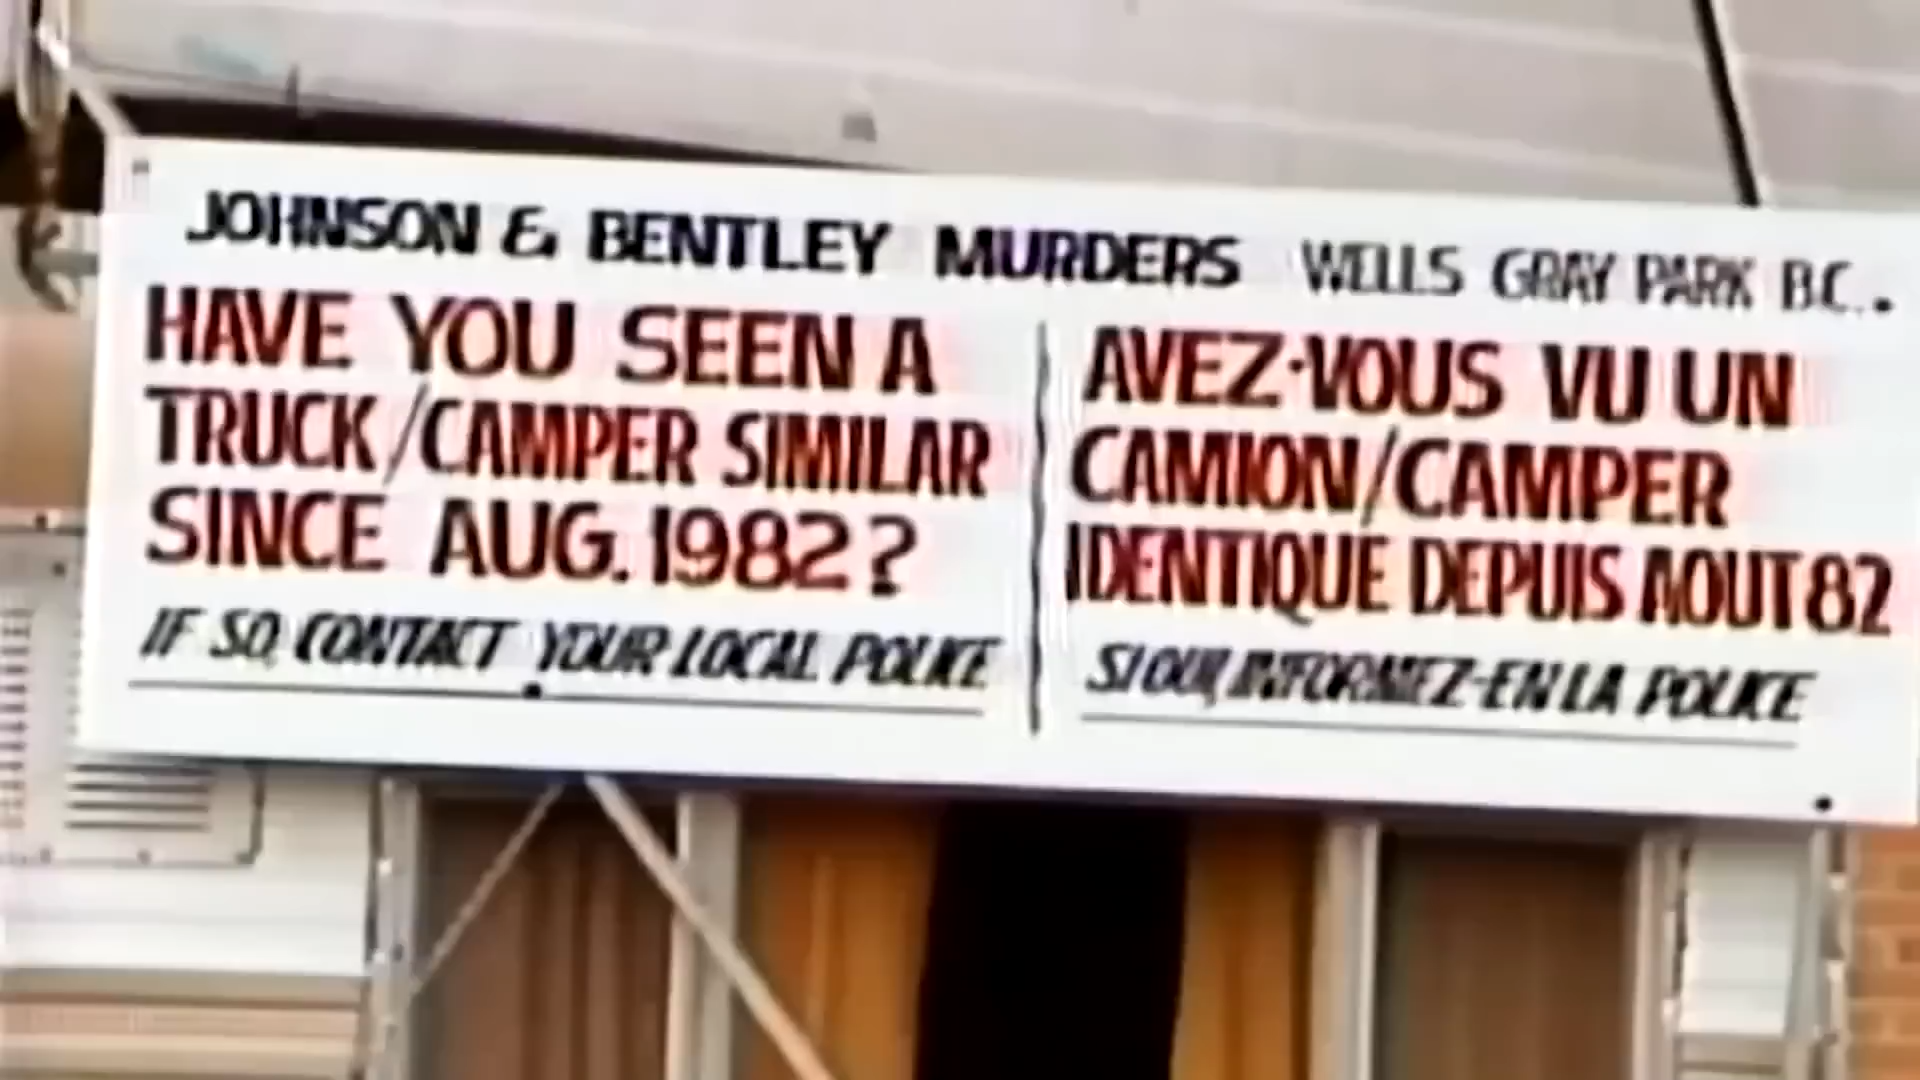 JOHNSON & BENTLEY MURDERS WELLS GRAY PARK B.C.
HAVE YOU SEEN A
TRUCK/CAMPER SIMILAR
SINCE AUG. 1982?
IF SO, CONTACT YOUR LOCAL POLICE
AVEZ-VOUS VU UN
CAMION/CAMPER
IDENTIQUE DEPUIS AOUT 82
SI OUI, INFORMEZ-EN LA POLICE